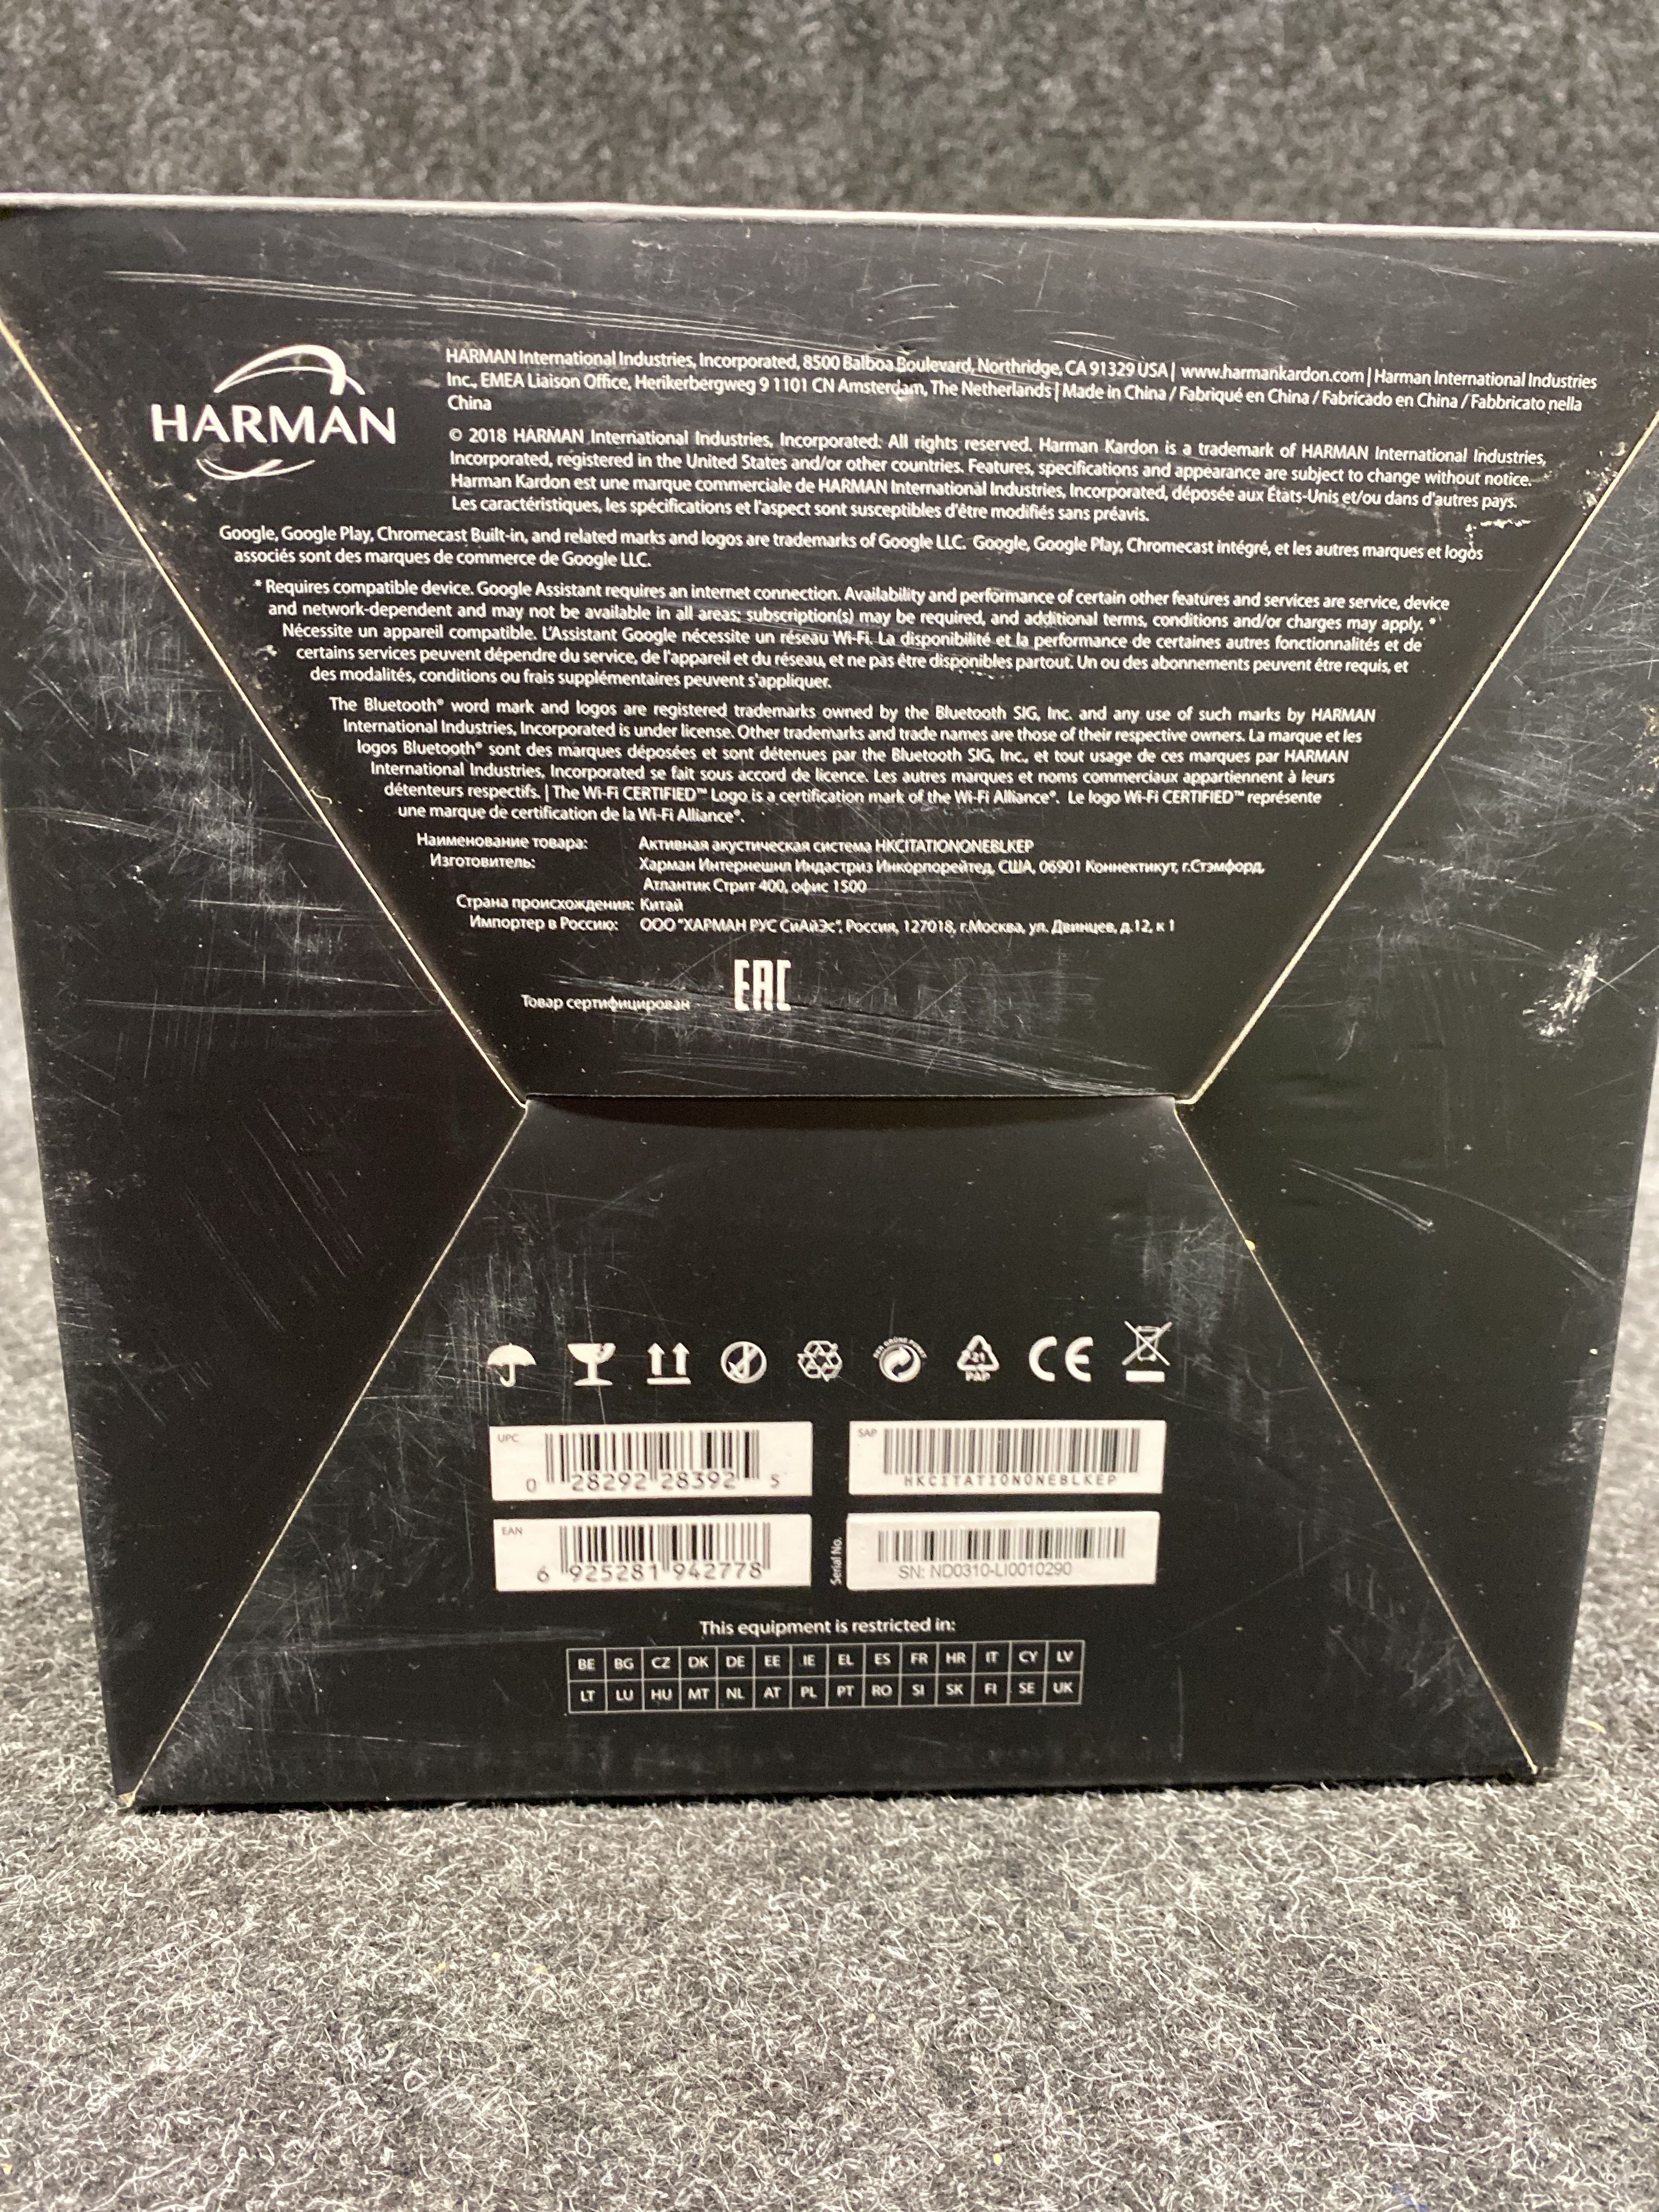 HARMAN
HARMAN International Industries, Incorporated, 8500 Balboa Boulevard, Northridge, CA 91329 USA | www.harmankardon.com | Harman International Industries
Inc., EMEA Liaison Office, Herikerbergweg 9 1101 CN Amsterdam, The Netherlands | Made in China / Fabriqué en China / Fabricado en China / Fabbricato nella
China
© 2018 HARMAN International Industries, Incorporated. All rights reserved. Harman Kardon is a trademark of HARMAN International Industries,
Incorporated, registered in the United States and/or other countries. Features, specifications and appearance are subject to change without notice.
Harman Kardon est une marque commerciale de HARMAN International Industries, Incorporated, déposée aux États-Unis et/ou dans d'autres pays.
Les caractéristiques, les spécifications et l'aspect sont susceptibles d'être modifiés sans préavis.
Google, Google Play, Chromecast Built-in, and related marks and logos are trademarks of Google LLC. Google, Google Play, Chromecast intégré, et les autres marques et logos
associés sont des marques de commerce de Google LLC.
* Requires compatible device. Google Assistant requires an internet connection. Availability and performance of certain other features and services are service, device
and network-dependent and may not be available in all areas; subscription(s) may be required, and additional terms, conditions and/or charges may apply. *
Nécessite un appareil compatible. L'Assistant Google nécessite un réseau Wi-Fi. La disponibilité et la performance de certaines autres fonctionnalités et de
certains services peuvent dépendre du service, de l'appareil et du réseau, et ne pas être disponibles partout. Un ou des abonnements peuvent être requis, et
des modalités, conditions ou frais supplémentaires peuvent s'appliquer.
The Bluetooth® word mark and logos are registered trademarks owned by the Bluetooth SIG, Inc. and any use of such marks by HARMAN
International Industries, Incorporated is under license. Other trademarks and trade names are those of their respective owners. La marque et les
logos Bluetooth® sont des marques déposées et sont détenues par the Bluetooth SIG, Inc., et tout usage de ces marques par HARMAN
International Industries, Incorporated se fait sous accord de licence. Les autres marques et noms commerciaux appartiennent à leurs
détenteurs respectifs. | The Wi-Fi CERTIFIED™ Logo is a certification mark of the Wi-Fi Alliance®. Le logo Wi-Fi CERTIFIED™ représente
une marque de certification de la Wi-Fi Alliance®.
Наименование товара: Активная акустическая система HKCITATIONONEBLKEP
Изготовитель: Харман Интернешнл Индастриз Инкорпорейтед, США, 06901 Коннектикут, г.Стэмфорд,
Атлантик Стрит 400, офис 1500
Страна происхождения: Китай
Импортер в Россию: ООО "ХАРМАН РУС СиАйЭс", Россия, 127018, г.Москва, ул. Двинцев, д.12, к 1
Товар сертифицирован EAC
DER GRÜNE PUNKT
21
PAP
CE
UPC
0 28292 28392 5
SAP
HKCITATIONONEBLKEP
EAN
6 925281 942778
Serial No.
SN: ND0310-LI0010290
This equipment is restricted in:
BE BG CZ DK DE EE IE EL ES FR HR IT CY LV
LT LU HU MT NL AT PL PT RO SI SK FI SE UK